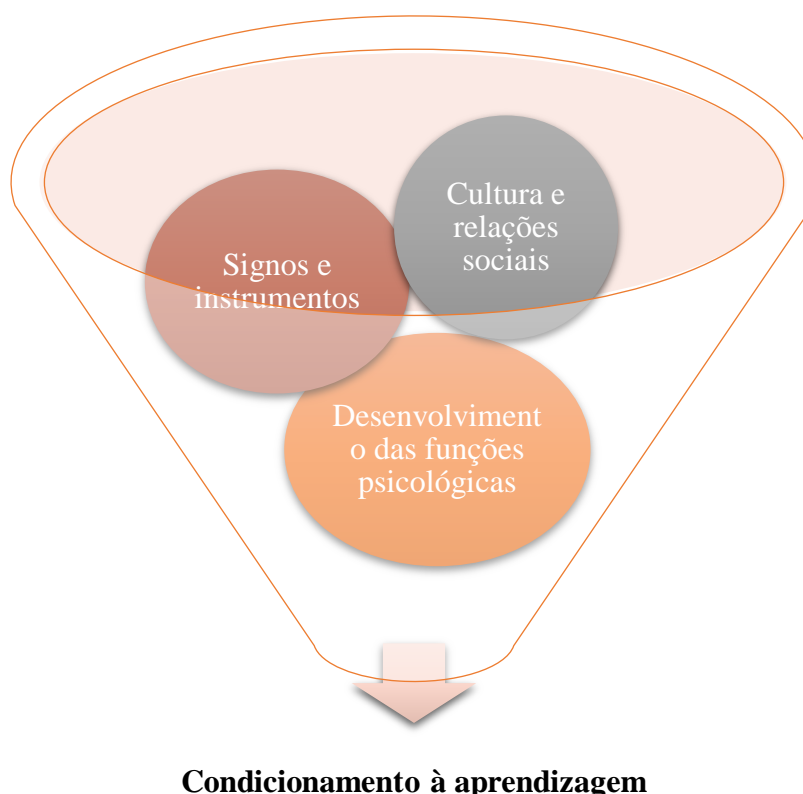 Cultura e
relações
sociais
Signos e
instrumentos
Desenvolviment
o das funções
psicológicas
Condicionamento à aprendizagem